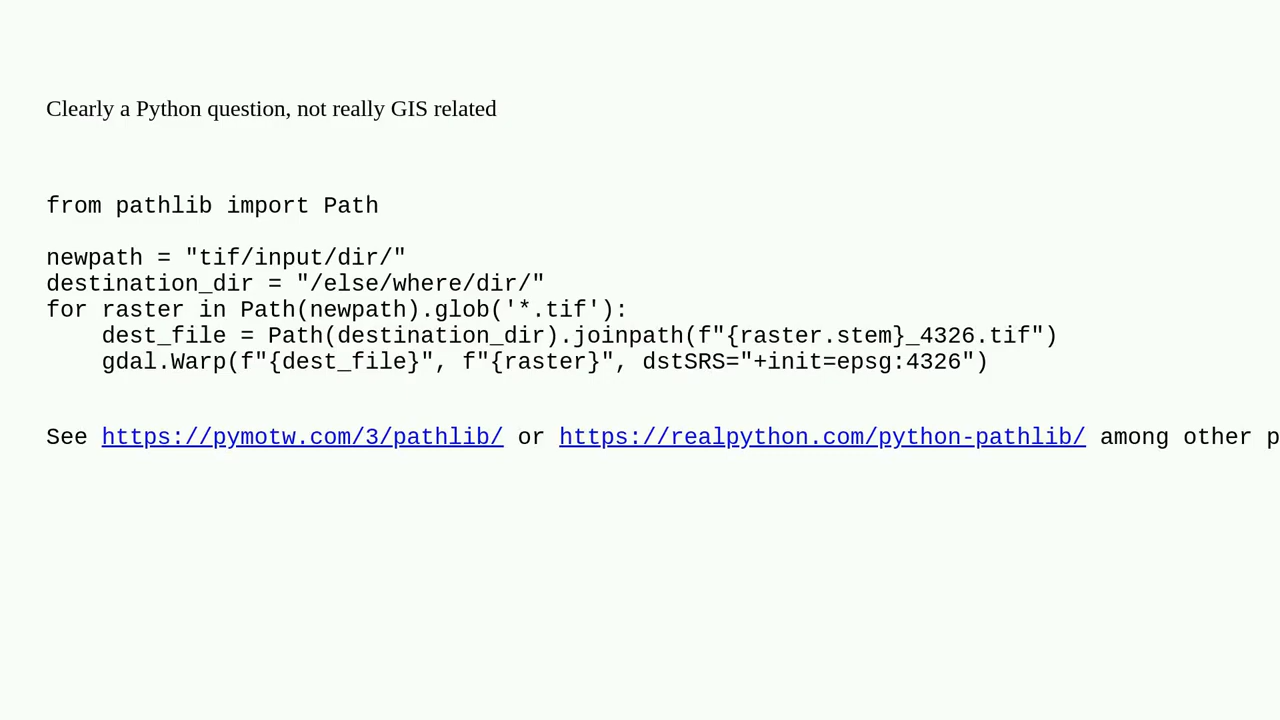 Clearly a Python question, not really GIS related
from pathlib import Path
newpath = "tif/input/dir/"
destination_dir = "/else/where/dir/"
for raster in Path(newpath).glob('*.tif'):
    dest_file = Path(destination_dir).joinpath(f"{raster.stem}_4326.tif")
    gdal.Warp(f"{dest_file}", f"{raster}", dstSRS="+init=epsg:4326")
See https://pymotw.com/3/pathlib/ or https://realpython.com/python-pathlib/ among other